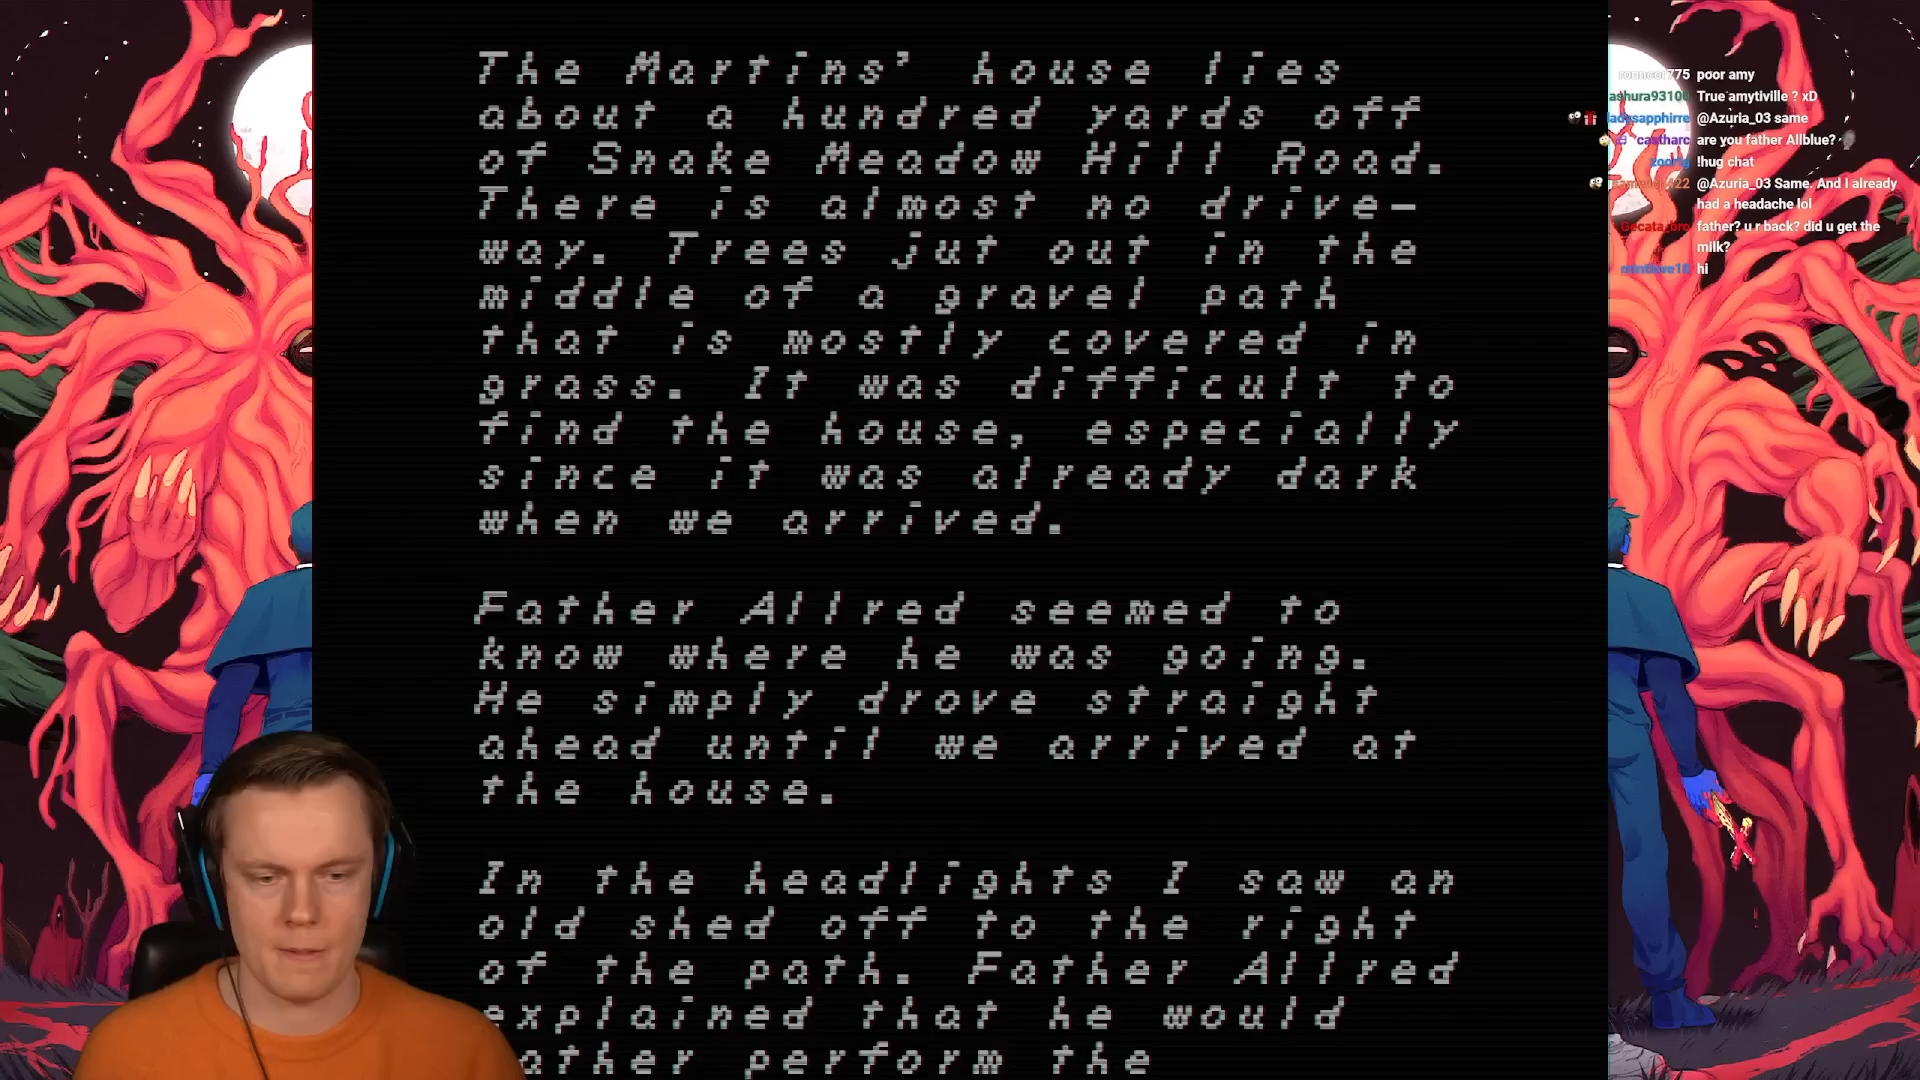 The Martins' house lies
about a hundred yards off
of Snake Meadow Hill Road.
There is almost no drive-
way. Trees jut out in the
middle of a gravel path
that is mostly covered in
grass. It was difficult to
find the house, especially
since it was already dark
when we arrived.
Father Allred seemed to
know where he was going.
He simply drove straight
ahead until we arrived at
the house.
In the headlights I saw an
old shed off to the right
of the path. Father Allred
explained that he would
rather perform the
poor amy
True amytiville ? xD
ladysapphirre @Azuria_03 same
castharc are you father Allblue?
!hug chat
@Azuria_03 Same. And I already
had a headache lol
father? u r back? did u get the
milk?
hi